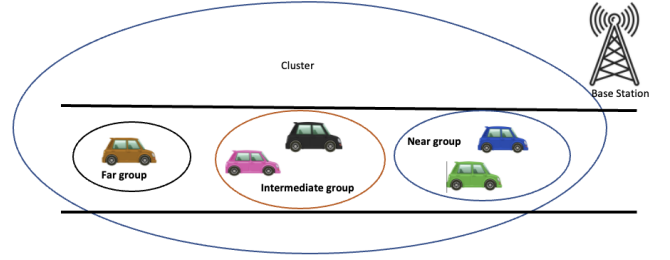 Cluster
Base Station
Near group
Far group
Intermediate group